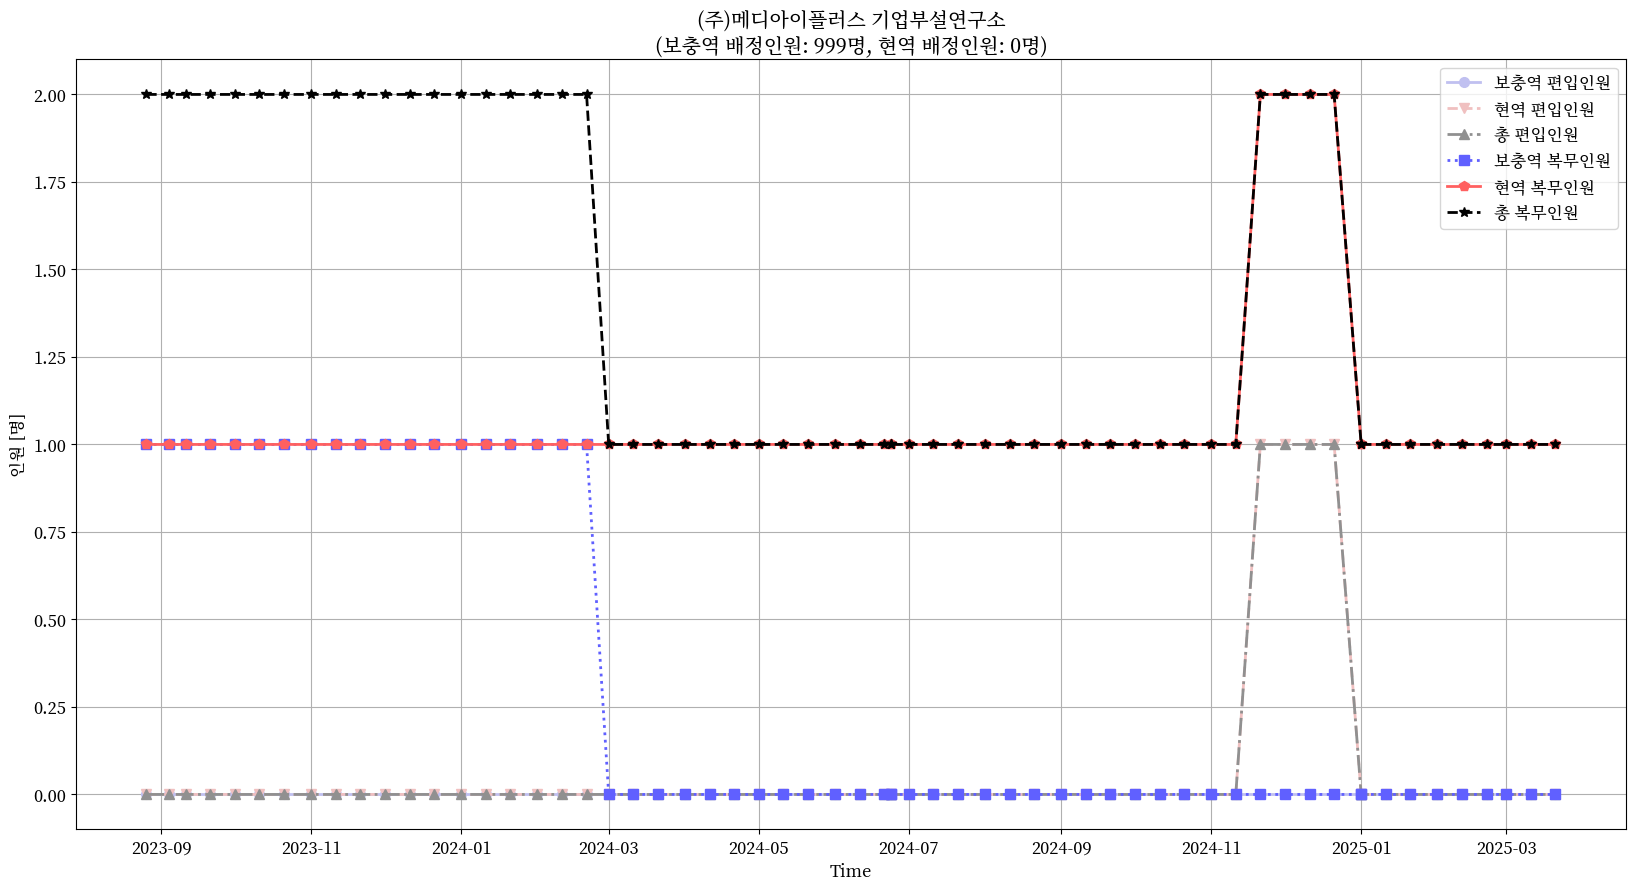 (주)메디아이플러스 기업부설연구소
(보충역 배정인원: 999명, 현역 배정인원: 0명)
보충역 편입인원
현역 편입인원
총 편입인원
보충역 복무인원
현역 복무인원
총 복무인원
인원 [명]
2.00
1.75
1.50
1.25
1.00
0.75
0.50
0.25
0.00
2023-09
2023-11
2024-01
2024-03
2024-05
2024-07
2024-09
2024-11
2025-01
2025-03
Time